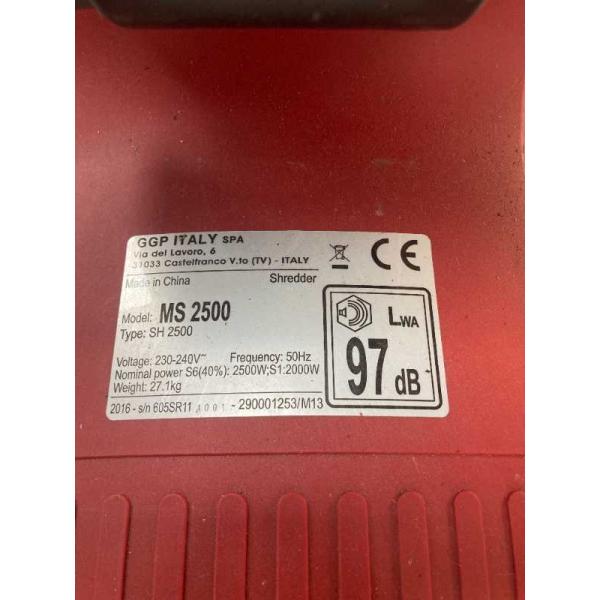 GGP ITALY SPA
Via del Lavoro, 6
31033 Castelfranco V.to (TV) - ITALY
CE
Made in China Shredder
Model: MS 2500
Type: SH 2500
Voltage: 230-240V~ Frequency: 50Hz
Nominal power S6(40%): 2500W;S1:2000W
Weight: 27.1kg
2016 - s/n 605SR11 A001 - 290001253/M13
LWA
97 dB